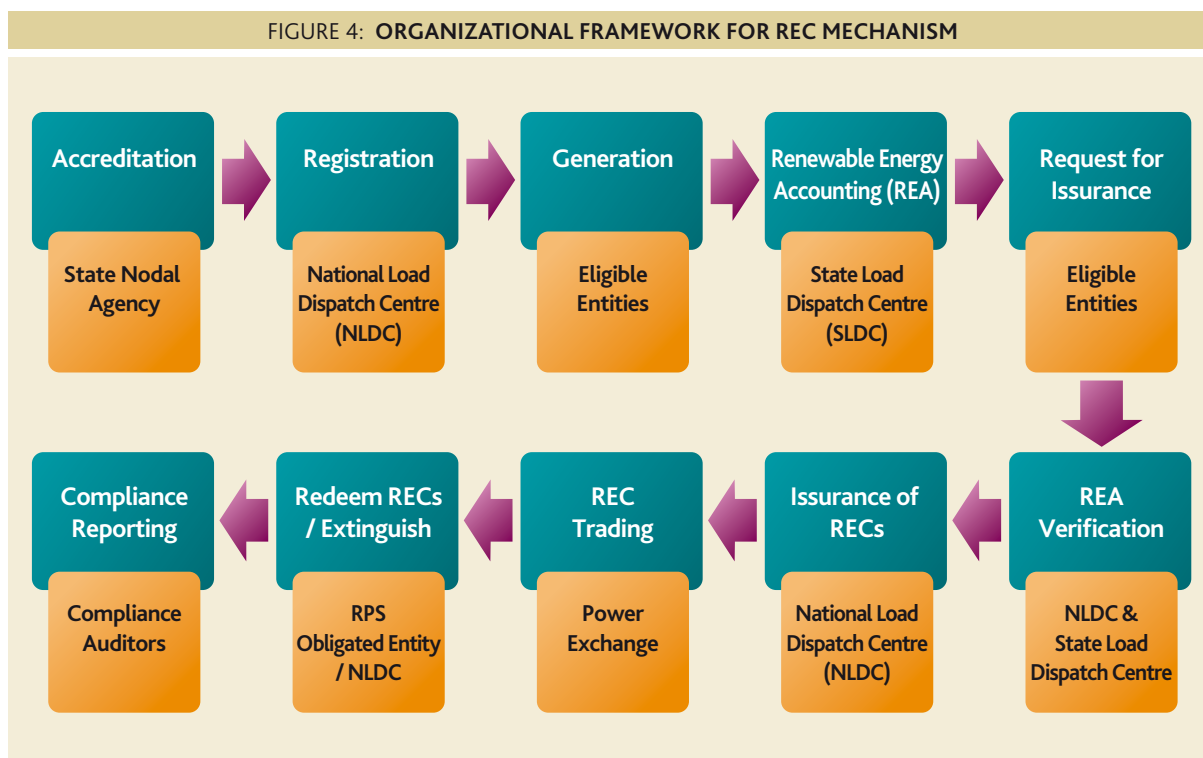 FIGURE 4: ORGANIZATIONAL FRAMEWORK FOR REC MECHANISM
Accreditation
State Nodal
Agency
Registration
National Load
Dispatch Centre
(NLDC)
Generation
Eligible
Entities
Renewable Energy
Accounting (REA)
State Load
Dispatch Centre
(SLDC)
Request for
Issurance
Eligible
Entities
REA
Verification
NLDC &
State Load
Dispatch Centre
Issurance of
RECs
National Load
Dispatch Centre
(NLDC)
REC
Trading
Power
Exchange
Redeem RECs
/ Extinguish
RPS
Obligated Entity
/ NLDC
Compliance
Reporting
Compliance
Auditors